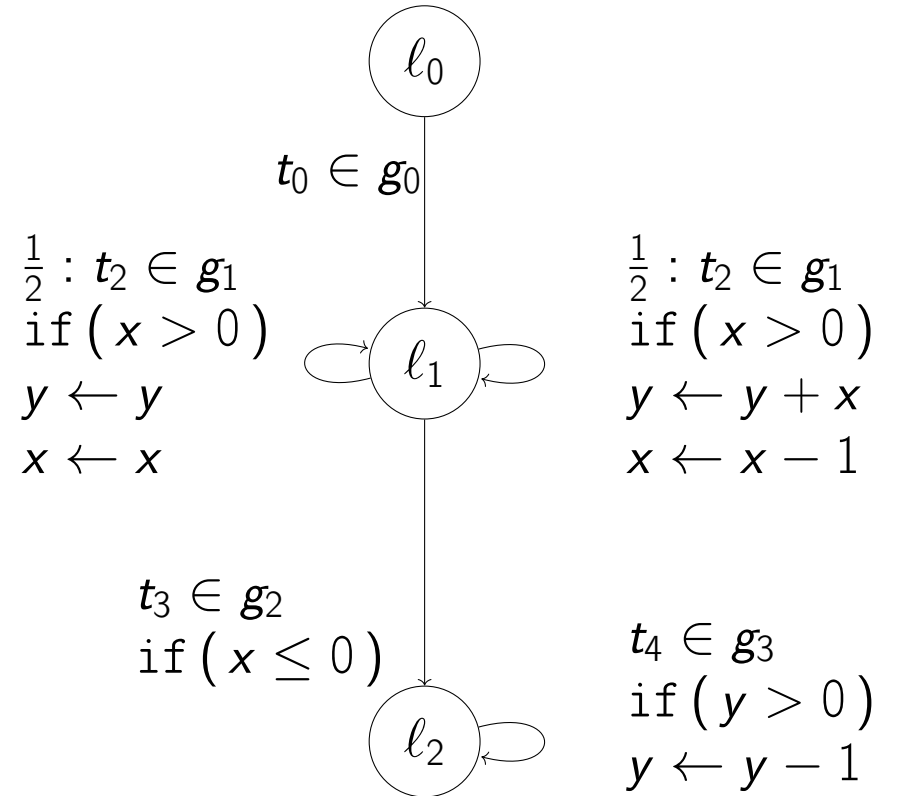 ℓ₀
t₀ ∈ g₀
½ : t₂ ∈ g₁
if ( x > 0 )
y ← y
x ← x
ℓ₁
½ : t₂ ∈ g₁
if ( x > 0 )
y ← y + x
x ← x − 1
t₃ ∈ g₂
if ( x ≤ 0 )
ℓ₂
t₄ ∈ g₃
if ( y > 0 )
y ← y − 1